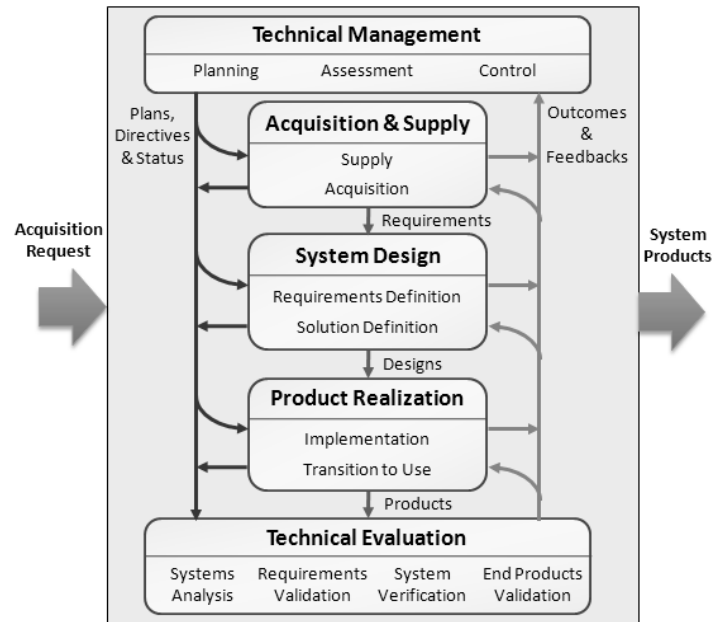 Technical Management
Planning Assessment Control
Plans,
Directives
& Status
Outcomes
&
Feedbacks
Acquisition & Supply
Supply
Acquisition
Requirements
Acquisition
Request
System
Products
System Design
Requirements Definition
Solution Definition
Designs
Product Realization
Implementation
Transition to Use
Products
Technical Evaluation
Systems
Analysis
Requirements
Validation
System
Verification
End Products
Validation